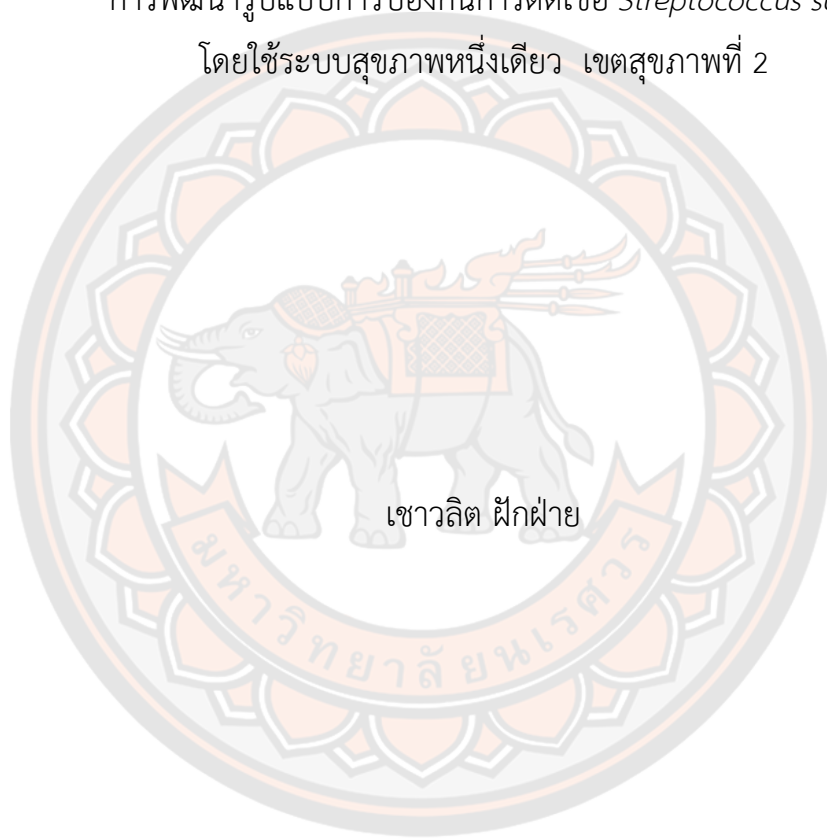 การพัฒนารูปแบบการป้องกันการติดเชื้อ Streptococcus
โดยใช้ระบบสุขภาพหนึ่งเดียว เขตสุขภาพที่ 2
เชาวลิต ฝักฝ่าย
มหาวิทยาลัยนเรศวร